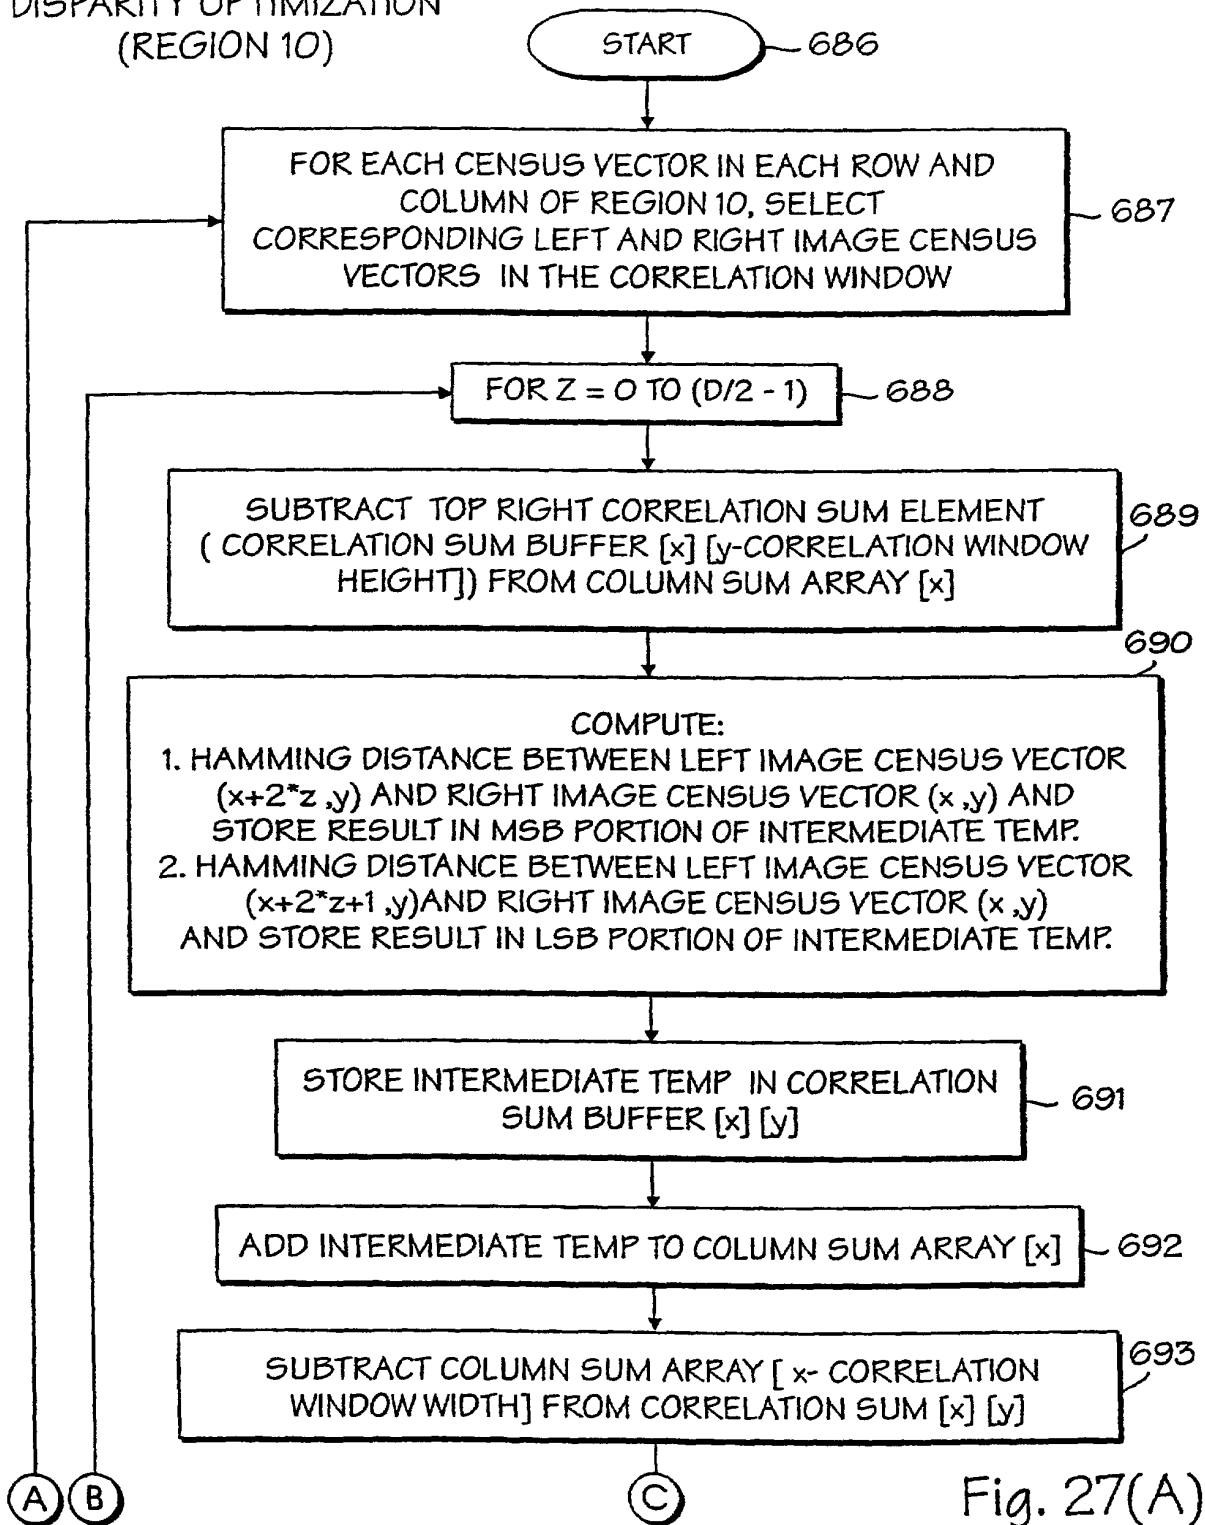 DISPARITY OPTIMIZATION
(REGION 10)
START
686
FOR EACH CENSUS VECTOR IN EACH ROW AND
COLUMN OF REGION 10, SELECT
CORRESPONDING LEFT AND RIGHT IMAGE CENSUS
VECTORS IN THE CORRELATION WINDOW
687
FOR Z = 0 TO (D/2 - 1)
688
SUBTRACT TOP RIGHT CORRELATION SUM ELEMENT
( CORRELATION SUM BUFFER [x] [y-CORRELATION WINDOW
HEIGHT]) FROM COLUMN SUM ARRAY [x]
689
690
COMPUTE:
1. HAMMING DISTANCE BETWEEN LEFT IMAGE CENSUS VECTOR
(x+2*z ,y) AND RIGHT IMAGE CENSUS VECTOR (x ,y) AND
STORE RESULT IN MSB PORTION OF INTERMEDIATE TEMP.
2. HAMMING DISTANCE BETWEEN LEFT IMAGE CENSUS VECTOR
(x+2*z+1 ,y)AND RIGHT IMAGE CENSUS VECTOR (x ,y)
AND STORE RESULT IN LSB PORTION OF INTERMEDIATE TEMP.
STORE INTERMEDIATE TEMP IN CORRELATION
SUM BUFFER [x] [y]
691
ADD INTERMEDIATE TEMP TO COLUMN SUM ARRAY [x]
692
SUBTRACT COLUMN SUM ARRAY [ x- CORRELATION
WINDOW WIDTH] FROM CORRELATION SUM [x] [y]
693
A
B
C
Fig. 27(A)